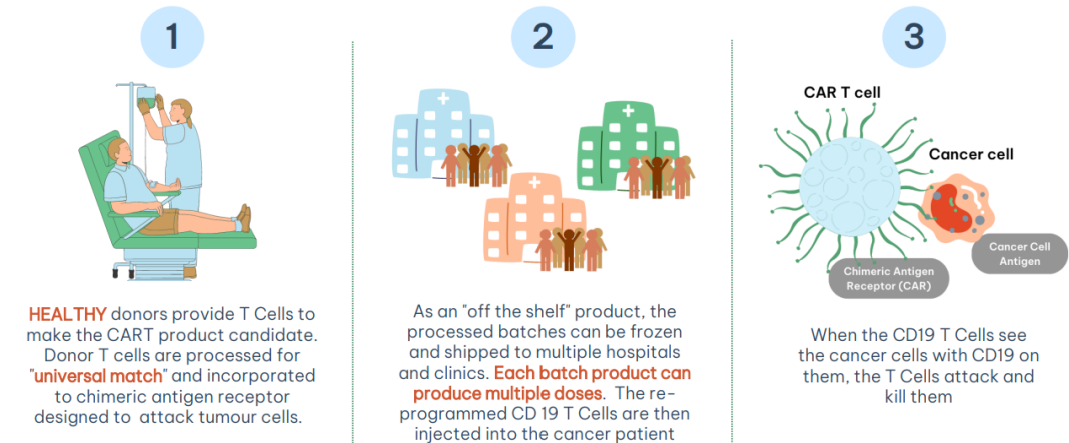 1
HEALTHY donors provide T Cells to
make the CART product candidate.
Donor T cells are processed for
"universal match" and incorporated
to chimeric antigen receptor
designed to attack tumour cells.
2
As an "off the shelf" product, the
processed batches can be frozen
and shipped to multiple hospitals
and clinics. Each batch product can
produce multiple doses. The re-
programmed CD 19 T Cells are then
injected into the cancer patient
3
CAR T cell
Cancer cell
Cancer Cell
Antigen
Chimeric Antigen
Receptor (CAR)
When the CD19 T Cells see
the cancer cells with CD19 on
them, the T Cells attack and
kill them